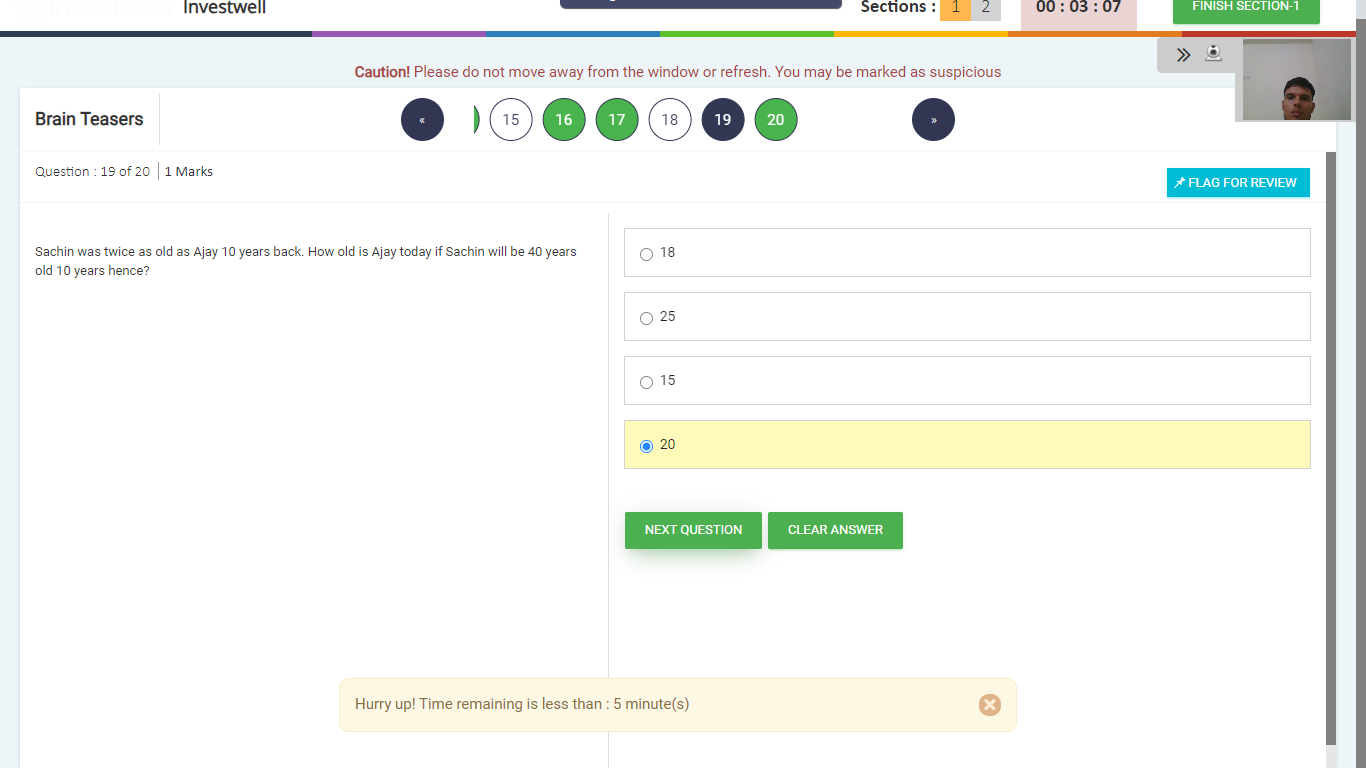 Investwell
Sections : 1 2
00 : 03 : 07
FINISH SECTION-1
Caution! Please do not move away from the window or refresh. You may be marked as suspicious
Brain Teasers
« 15 16 17 18 19 20 »
Question : 19 of 20 1 Marks
FLAG FOR REVIEW
Sachin was twice as old as Ajay 10 years back. How old is Ajay today if Sachin will be 40 years
old 10 years hence?
18
25
15
20
NEXT QUESTION CLEAR ANSWER
Hurry up! Time remaining is less than : 5 minute(s)